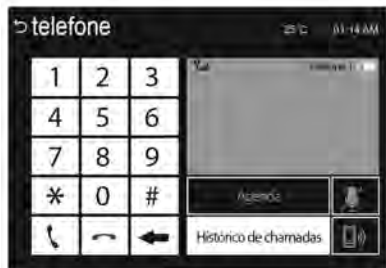 telefone 25°C 01:14 AM
1 2 3
4 5 6
7 8 9
* 0 #
Agenda
Histórico de chamadas